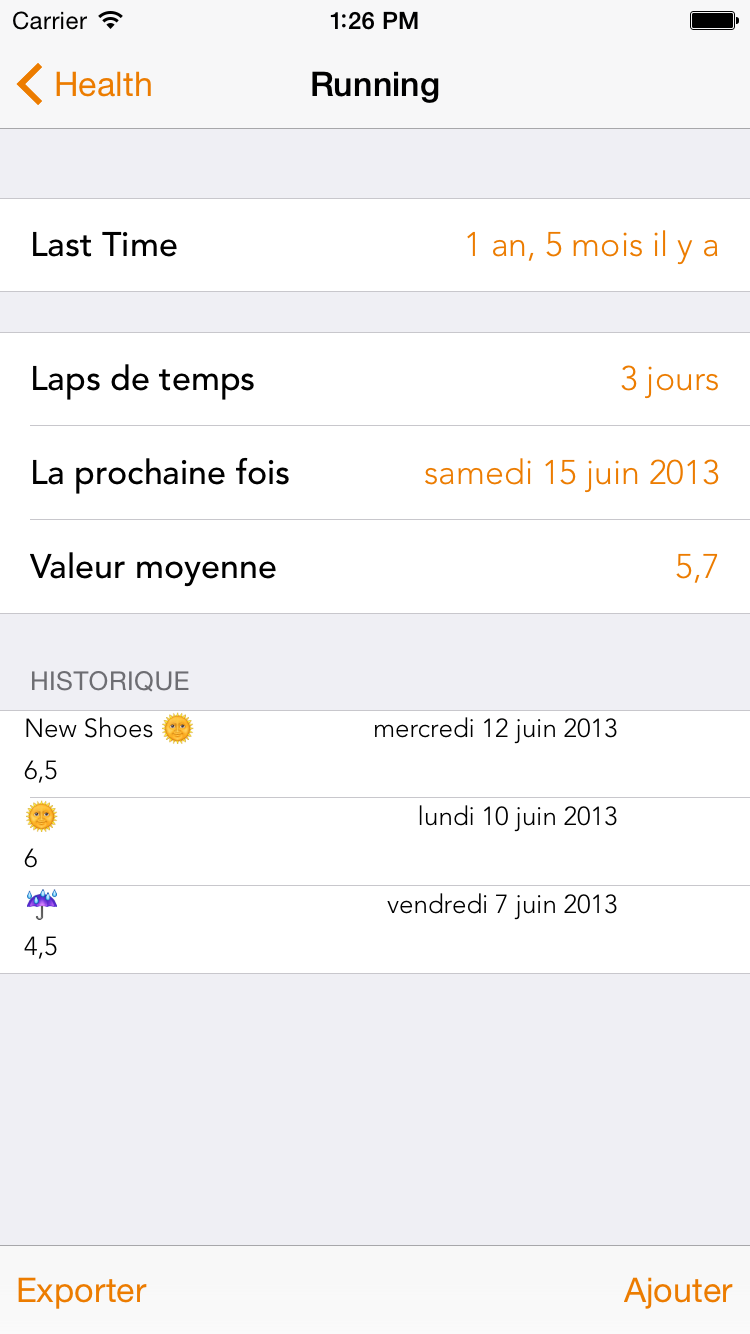 Carrier 1:26 PM
Health Running
Last Time 1 an, 5 mois il y a
Laps de temps 3 jours
La prochaine fois samedi 15 juin 2013
Valeur moyenne 5,7
HISTORIQUE
New Shoes 🌞 mercredi 12 juin 2013
6,5
🌞 lundi 10 juin 2013
6
☔ vendredi 7 juin 2013
4,5
Exporter Ajouter